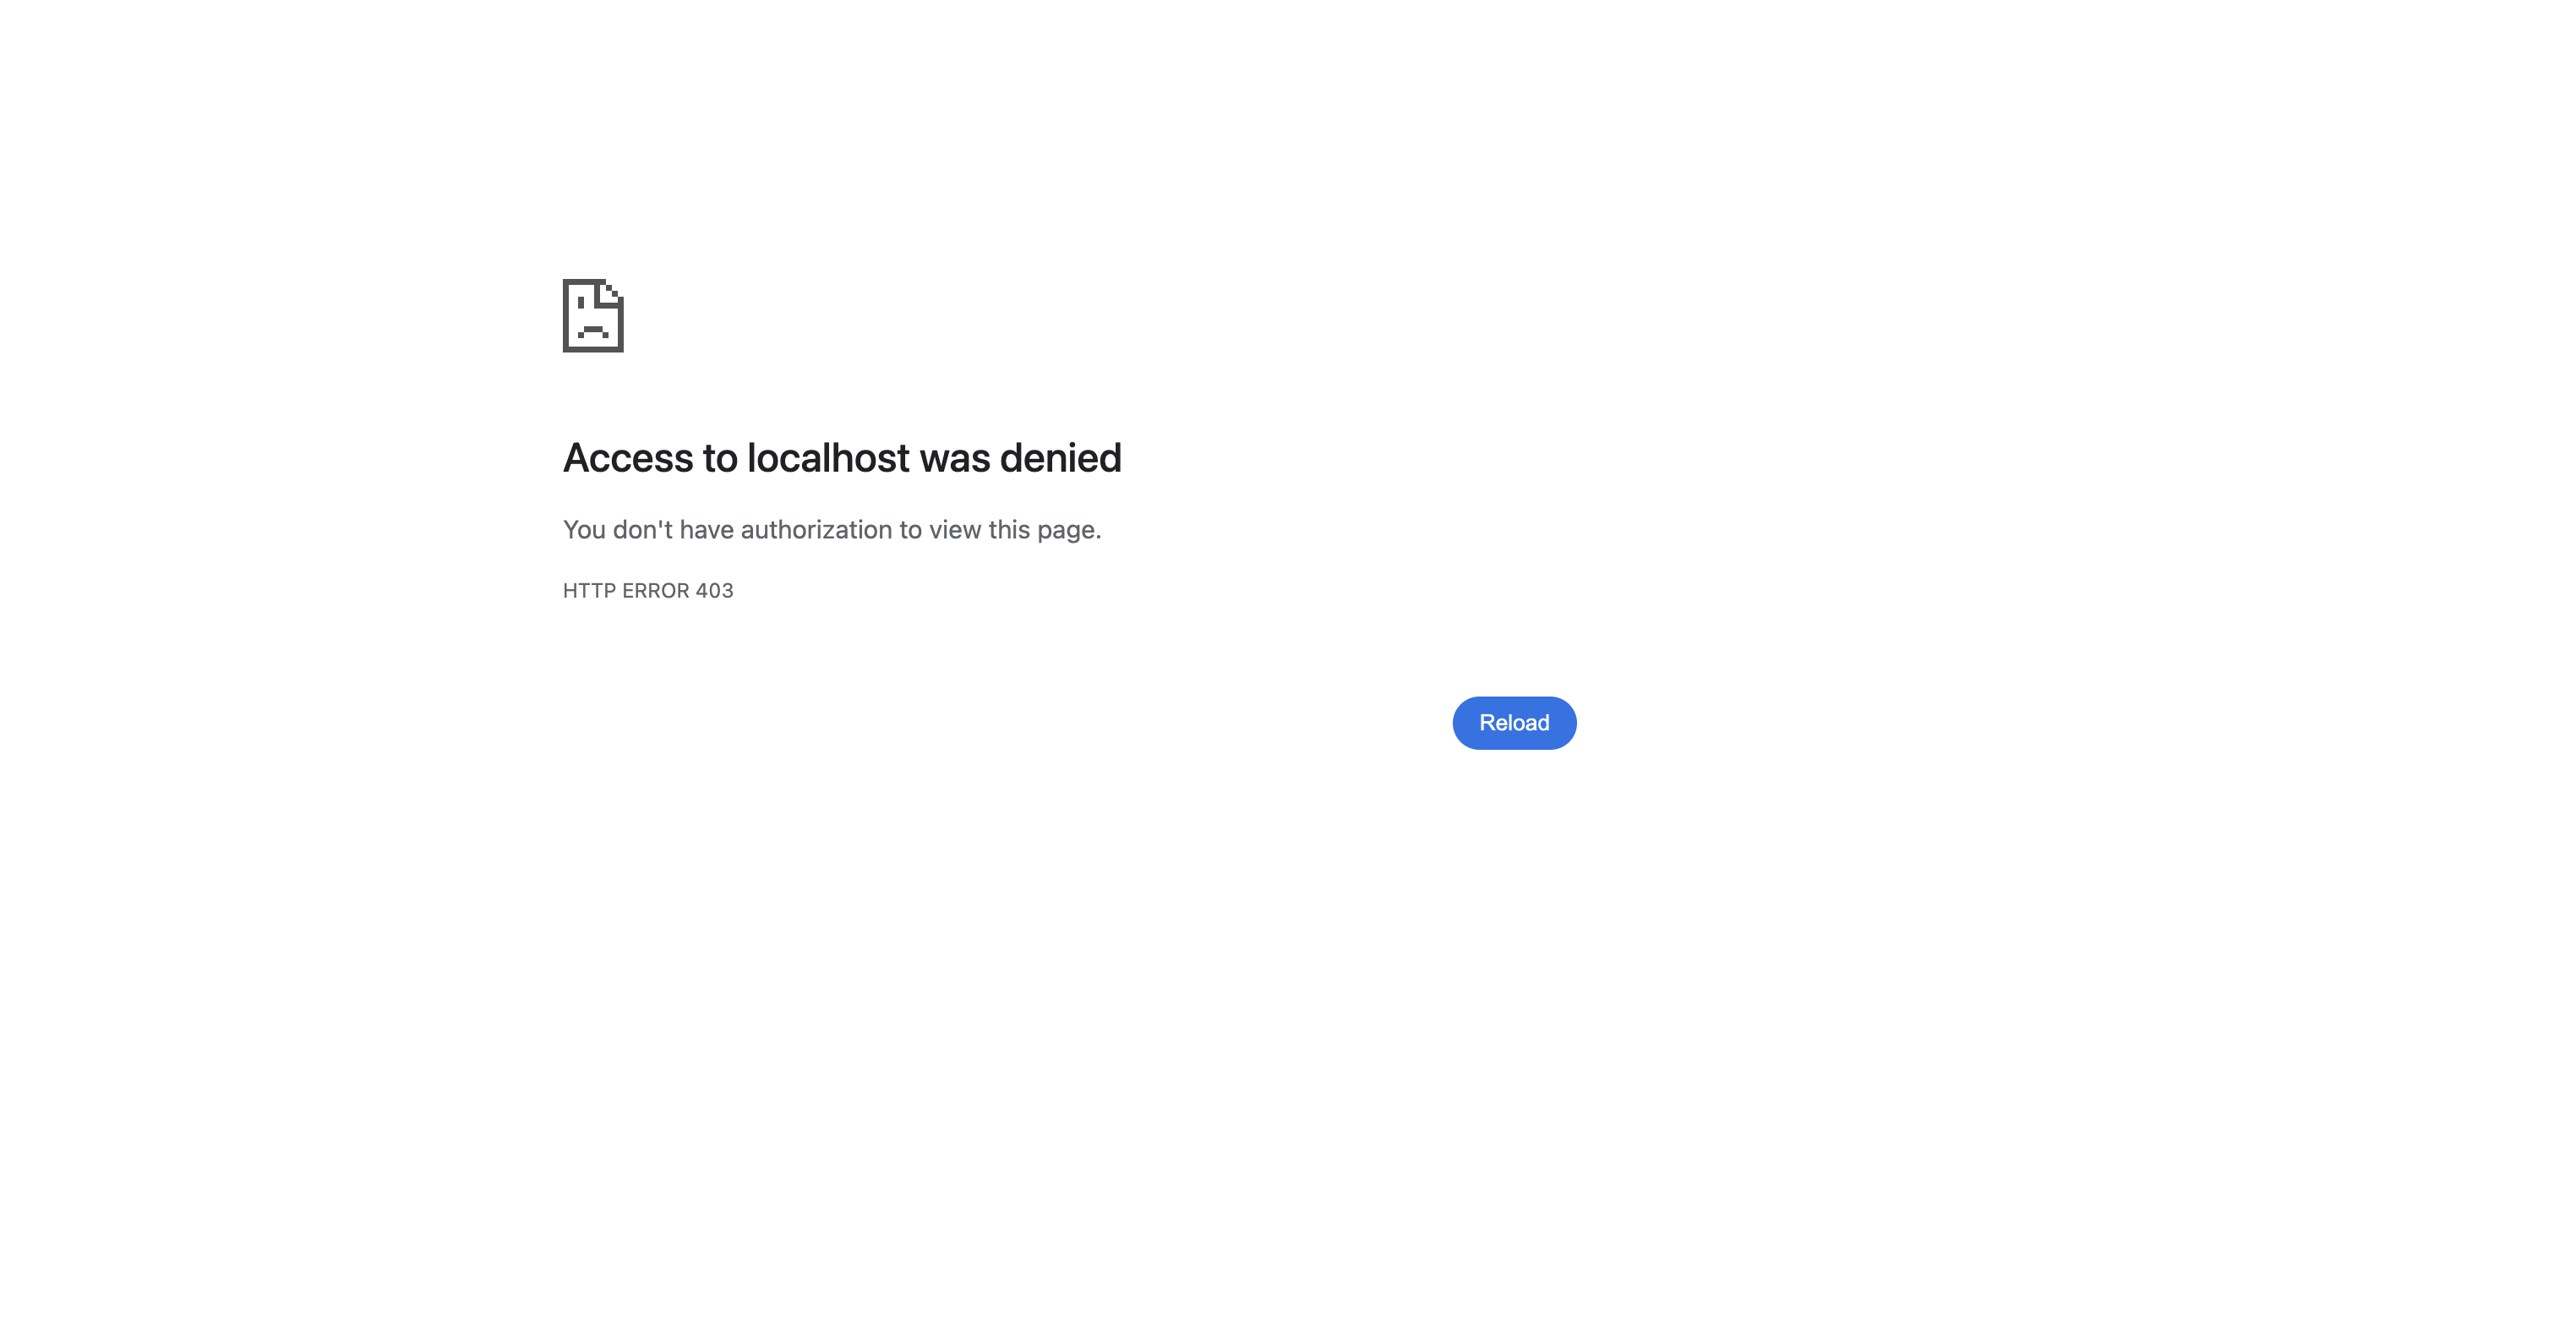 Access to localhost was denied
You don't have authorization to view this page.
HTTP ERROR 403
Reload